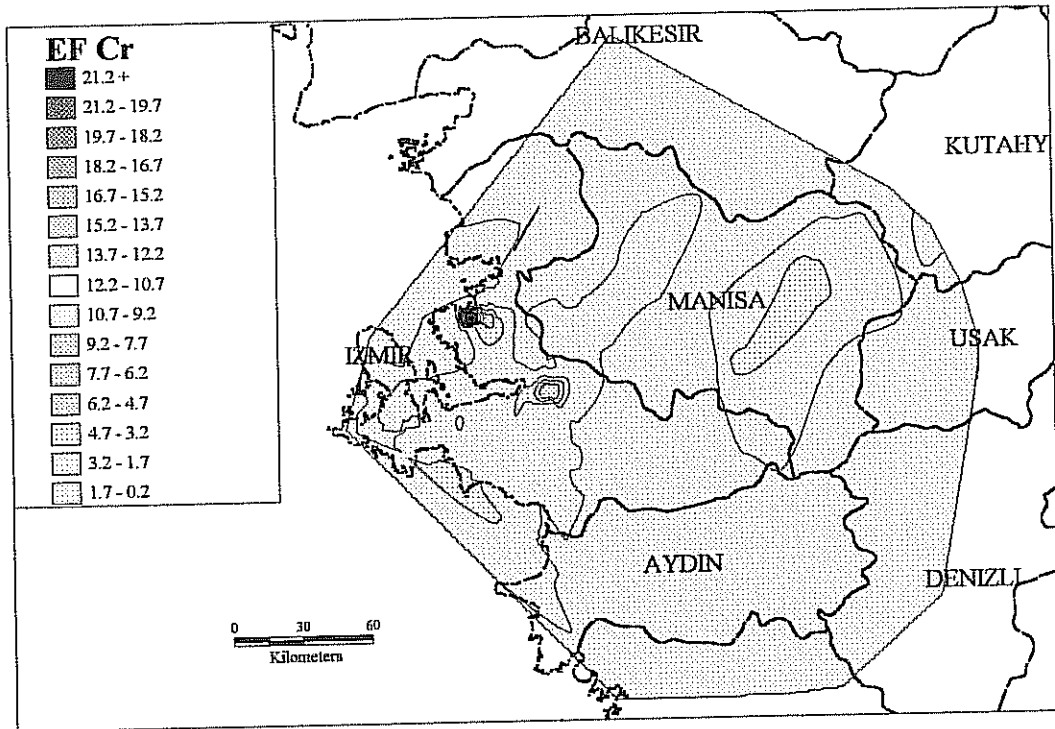 EF Cr
21.2 +
21.2 - 19.7
19.7 - 18.2
18.2 - 16.7
16.7 - 15.2
15.2 - 13.7
13.7 - 12.2
12.2 - 10.7
10.7 - 9.2
9.2 - 7.7
7.7 - 6.2
6.2 - 4.7
4.7 - 3.2
3.2 - 1.7
1.7 - 0.2
BALIKESIR
KUTAHY
MANISA
USAK
IZMIR
AYDIN
DENIZLI
0 30 60
Kilometers